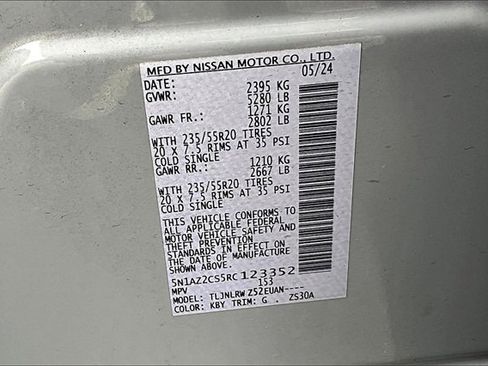 MFD BY NISSAN MOTOR CO., LTD.
DATE: 05/24
GVWR: 2395 KG
5280 LB
GAWR FR.: 1271 KG
2802 LB
WITH 235/55R20 TIRES
20 X 7.5 RIMS AT 35 PSI
COLD SINGLE
GAWR RR.: 1210 KG
2667 LB
WITH 235/55R20 TIRES
20 X 7.5 RIMS AT 35 PSI
COLD SINGLE
THIS VEHICLE CONFORMS TO
ALL APPLICABLE FEDERAL
MOTOR VEHICLE SAFETY AND
THEFT PREVENTION
STANDARDS IN EFFECT ON
THE DATE OF MANUFACTURE
SHOWN ABOVE.
5N1AZ2CS5RC123352
MPV 153
MODEL: TLJNLRW Z52EUAN----
COLOR: KBY TRIM: G . ZS30A